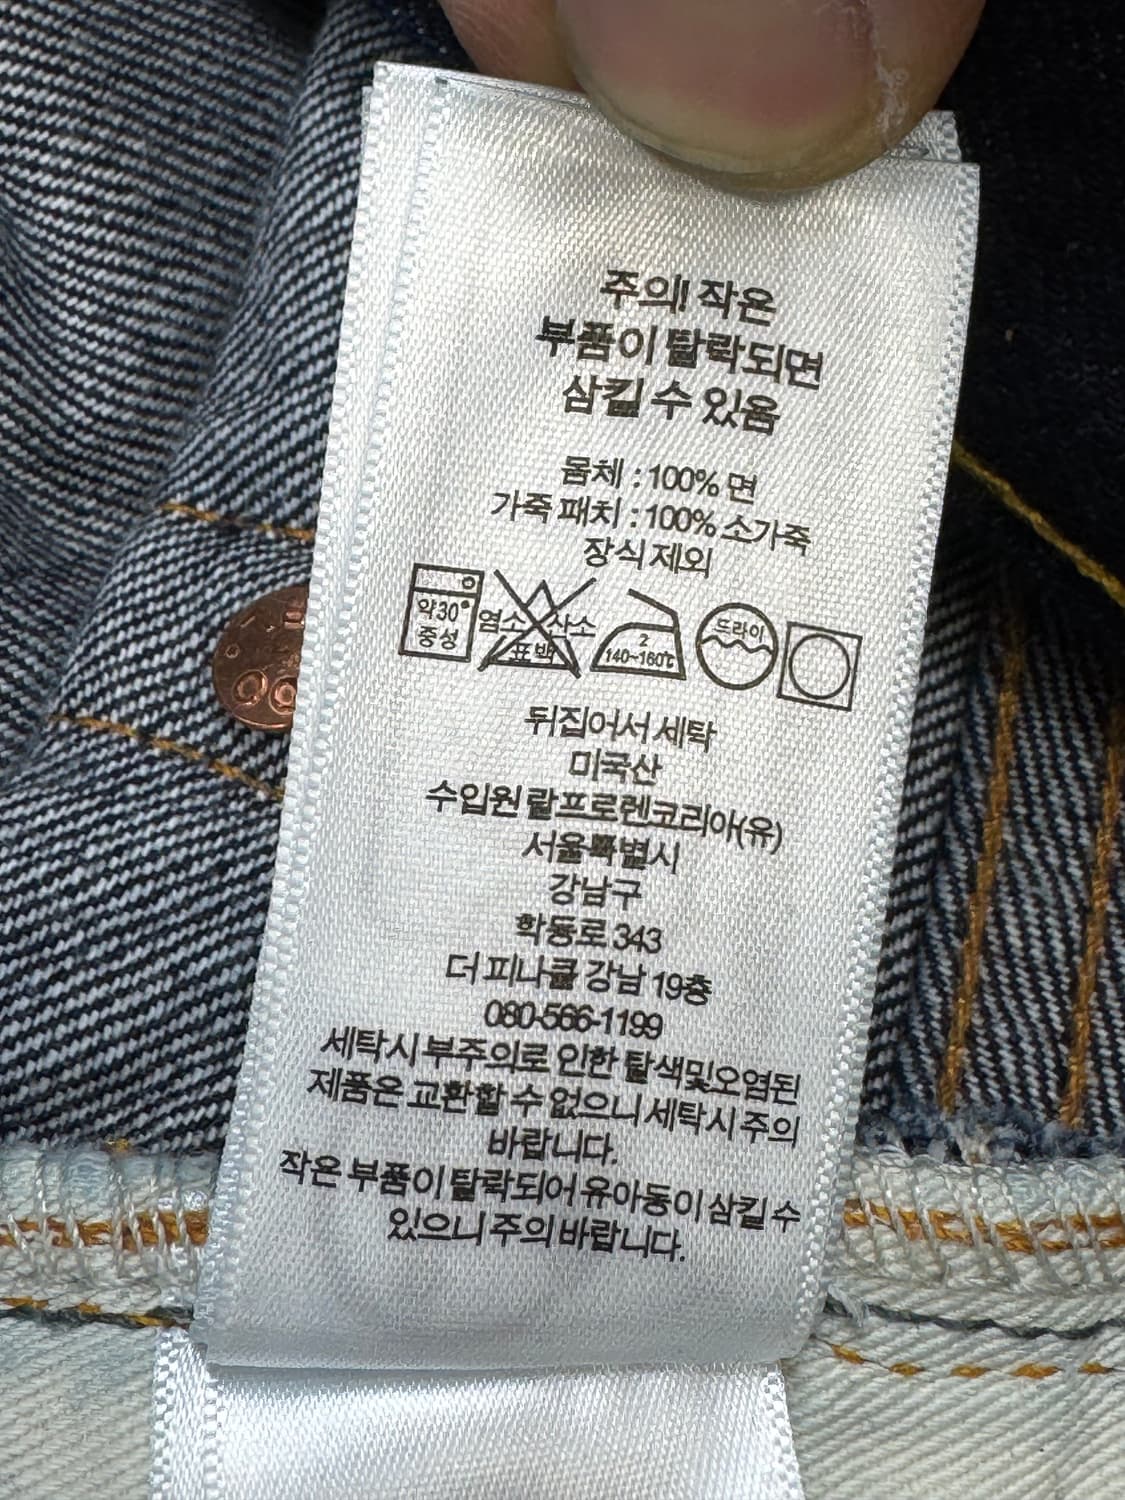 주의! 작은
부품이 탈락되면
삼킬 수 있음
몸체 : 100% 면
가죽 패치 : 100% 소가죽
장식 제외
약30°
중성
염소 산소
표백
2
140~160℃
드라이
뒤집어서 세탁
미국산
수입원 랄프로렌코리아(유)
서울특별시
강남구
학동로 343
더 피나클 강남 19층
080-566-1199
세탁시 부주의로 인한 탈색및오염된
제품은 교환할 수 없으니 세탁시 주의
바랍니다.
작은 부품이 탈락되어 유아동이 삼킬 수
있으니 주의 바랍니다.